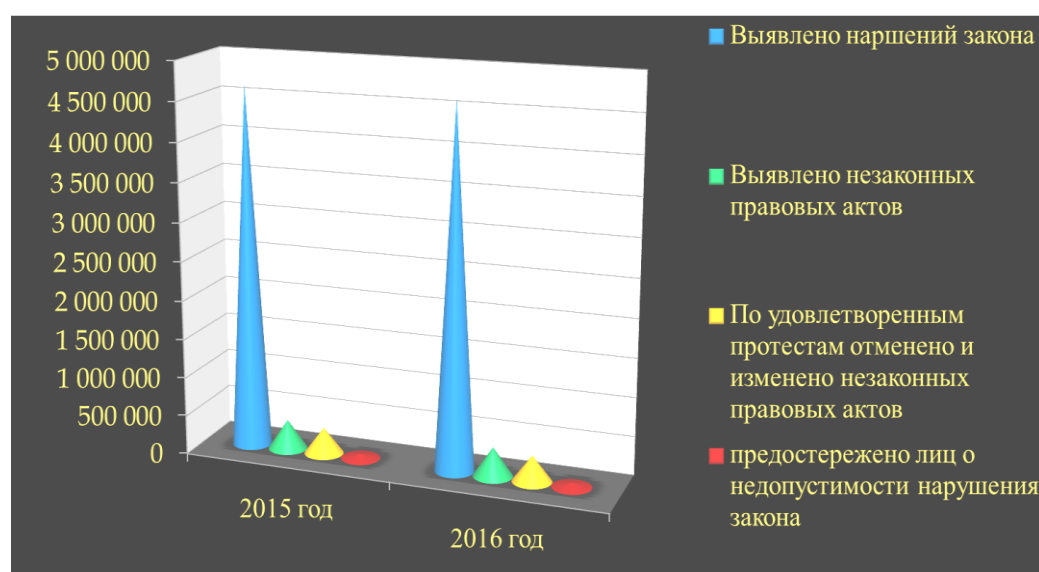 5 000 000
4 500 000
4 000 000
3 500 000
3 000 000
2 500 000
2 000 000
1 500 000
1 000 000
500 000
0
2015 год
2016 год
Выявлено наршений закона
Выявлено незаконных
правовых актов
По удовлетворенным
протестам отменено и
изменено незаконных
правовых актов
предостережено лиц о
недопустимости нарушения
закона